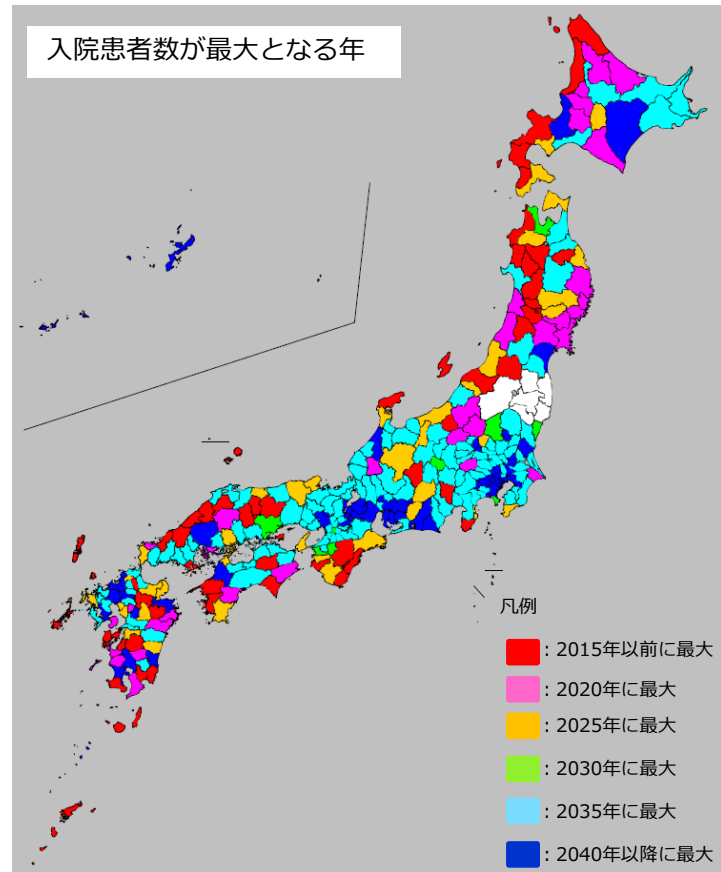 入院患者数が最大となる年
凡例
：2015年以前に最大
：2020年に最大
：2025年に最大
：2030年に最大
：2035年に最大
：2040年以降に最大